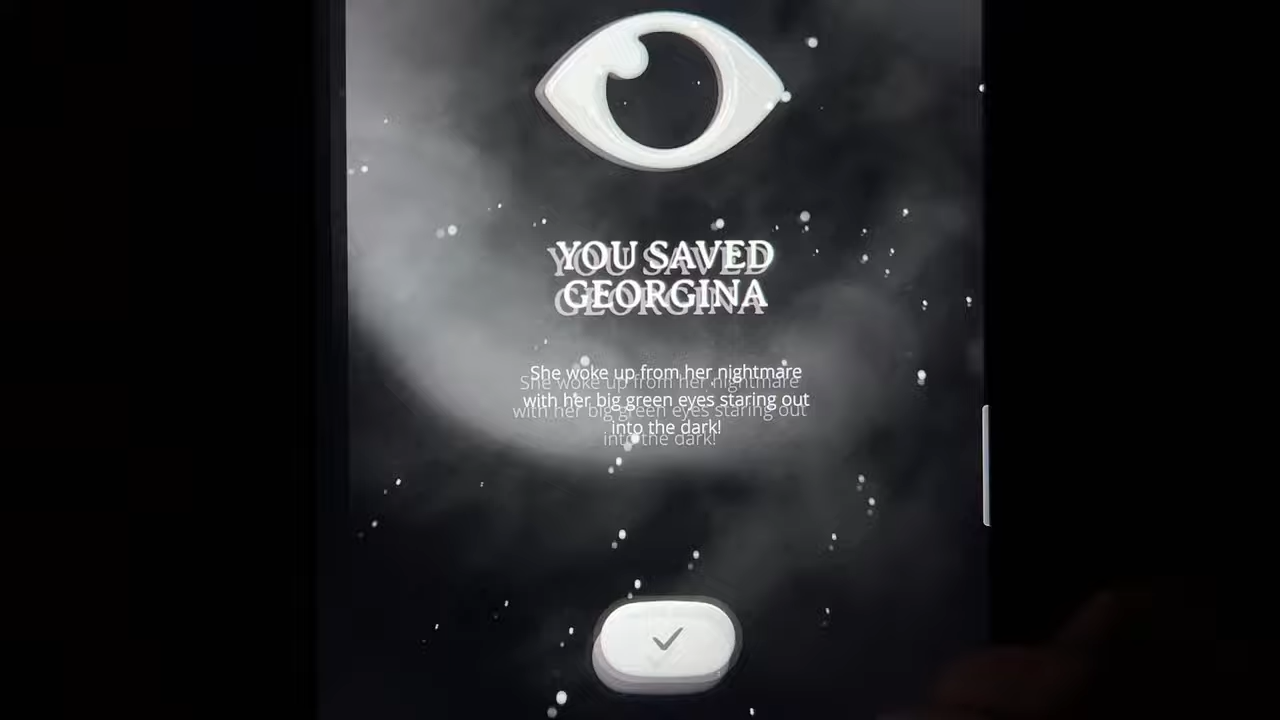 YOU SAVED
GEORGINA
She woke up from her nightmare
with her big green eyes staring out
into the dark!